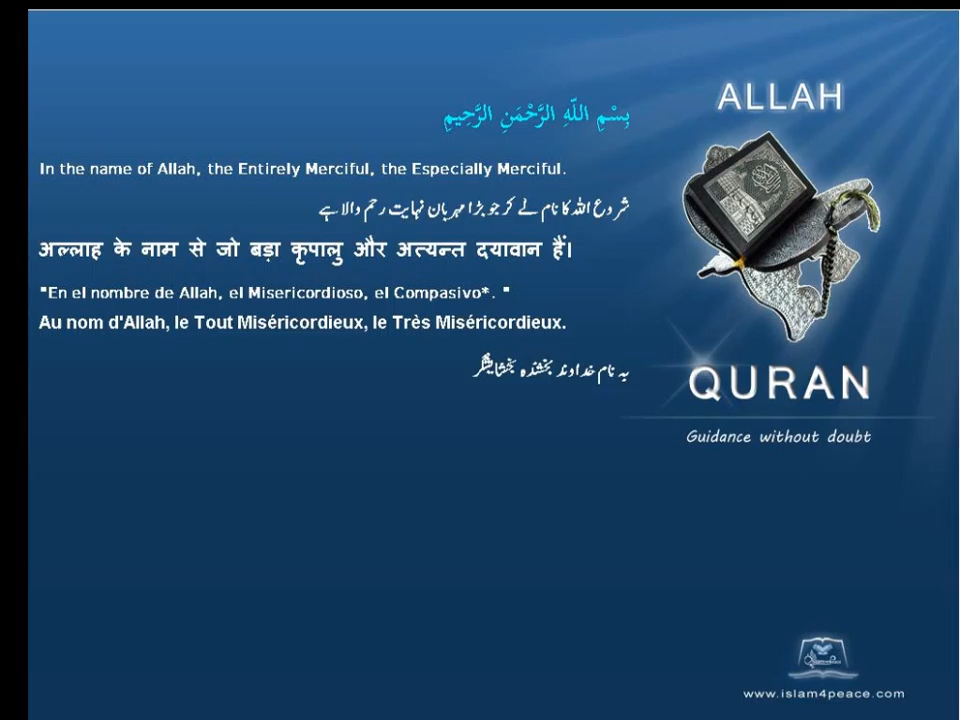 بِسْمِ اللَّهِ الرَّحْمَنِ الرَّحِيمِ
In the name of Allah, the Entirely Merciful, the Especially Merciful.
شروع اللہ کا نام لے کر جو بڑا مہربان نہایت رحم والا ہے
अल्लाह के नाम से जो बड़ा कृपालु और अत्यन्त दयावान हैं।
"En el nombre de Allah, el Misericordioso, el Compasivo*. "
Au nom d'Allah, le Tout Miséricordieux, le Très Miséricordieux.
به نام خداوند بخشنده بخشایشگر
ALLAH
QURAN
Guidance without doubt
www.islam4peace.com